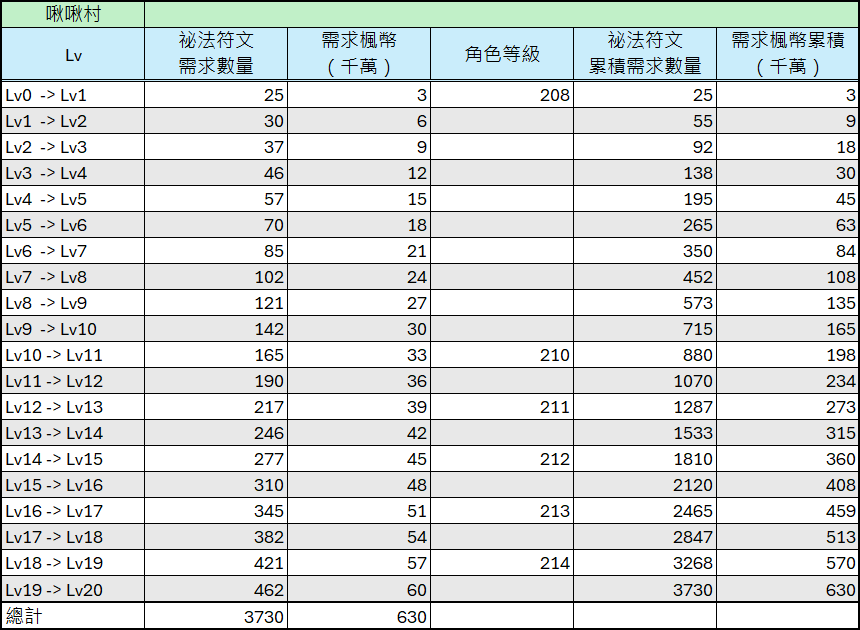 啾啾村
Lv 祕法符文需求數量 需求楓幣（千萬） 角色等級 祕法符文累積需求數量 需求楓幣累積（千萬）
Lv0 -> Lv1 25 3 208 25 3
Lv1 -> Lv2 30 6 55 9
Lv2 -> Lv3 37 9 92 18
Lv3 -> Lv4 46 12 138 30
Lv4 -> Lv5 57 15 195 45
Lv5 -> Lv6 70 18 265 63
Lv6 -> Lv7 85 21 350 84
Lv7 -> Lv8 102 24 452 108
Lv8 -> Lv9 121 27 573 135
Lv9 -> Lv10 142 30 715 165
Lv10 -> Lv11 165 33 210 880 198
Lv11 -> Lv12 190 36 1070 234
Lv12 -> Lv13 217 39 211 1287 273
Lv13 -> Lv14 246 42 1533 315
Lv14 -> Lv15 277 45 212 1810 360
Lv15 -> Lv16 310 48 2120 408
Lv16 -> Lv17 345 51 213 2465 459
Lv17 -> Lv18 382 54 2847 513
Lv18 -> Lv19 421 57 214 3268 570
Lv19 -> Lv20 462 60 3730 630
總計 3730 630